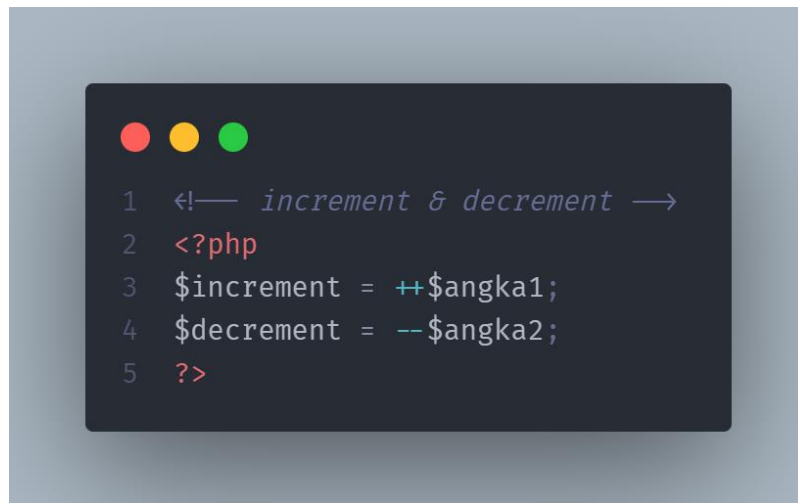 1 <!-- increment & decrement -->
2 <?php
3 $increment = ++$angka1;
4 $decrement = --$angka2;
5 ?>